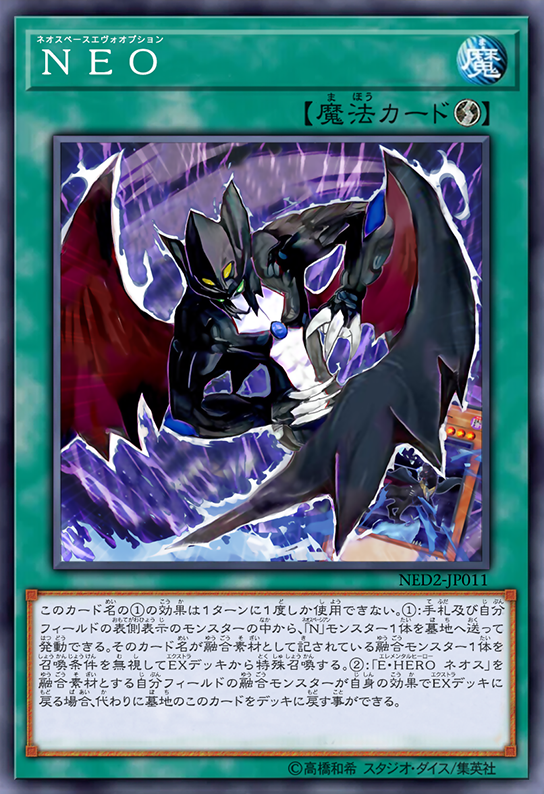 ネオスペースエヴォオプション
NEO
魔
まほう
【魔法カード】
NED2-JP011
このカード名の①の効果は1ターンに1度しか使用できない。①:手札及び自分
フィールドの表側表示のモンスターの中から、「N」モンスター1体を墓地へ送って
発動できる。そのカード名が融合素材として記されている融合モンスター1体を
召喚条件を無視してEXデッキから特殊召喚する。②:「E・HERO ネオス」を
融合素材とする自分フィールドの融合モンスターが自身の効果でEXデッキに
戻る場合、代わりに墓地のこのカードをデッキに戻す事ができる。
©高橋和希 スタジオ・ダイス/集英社